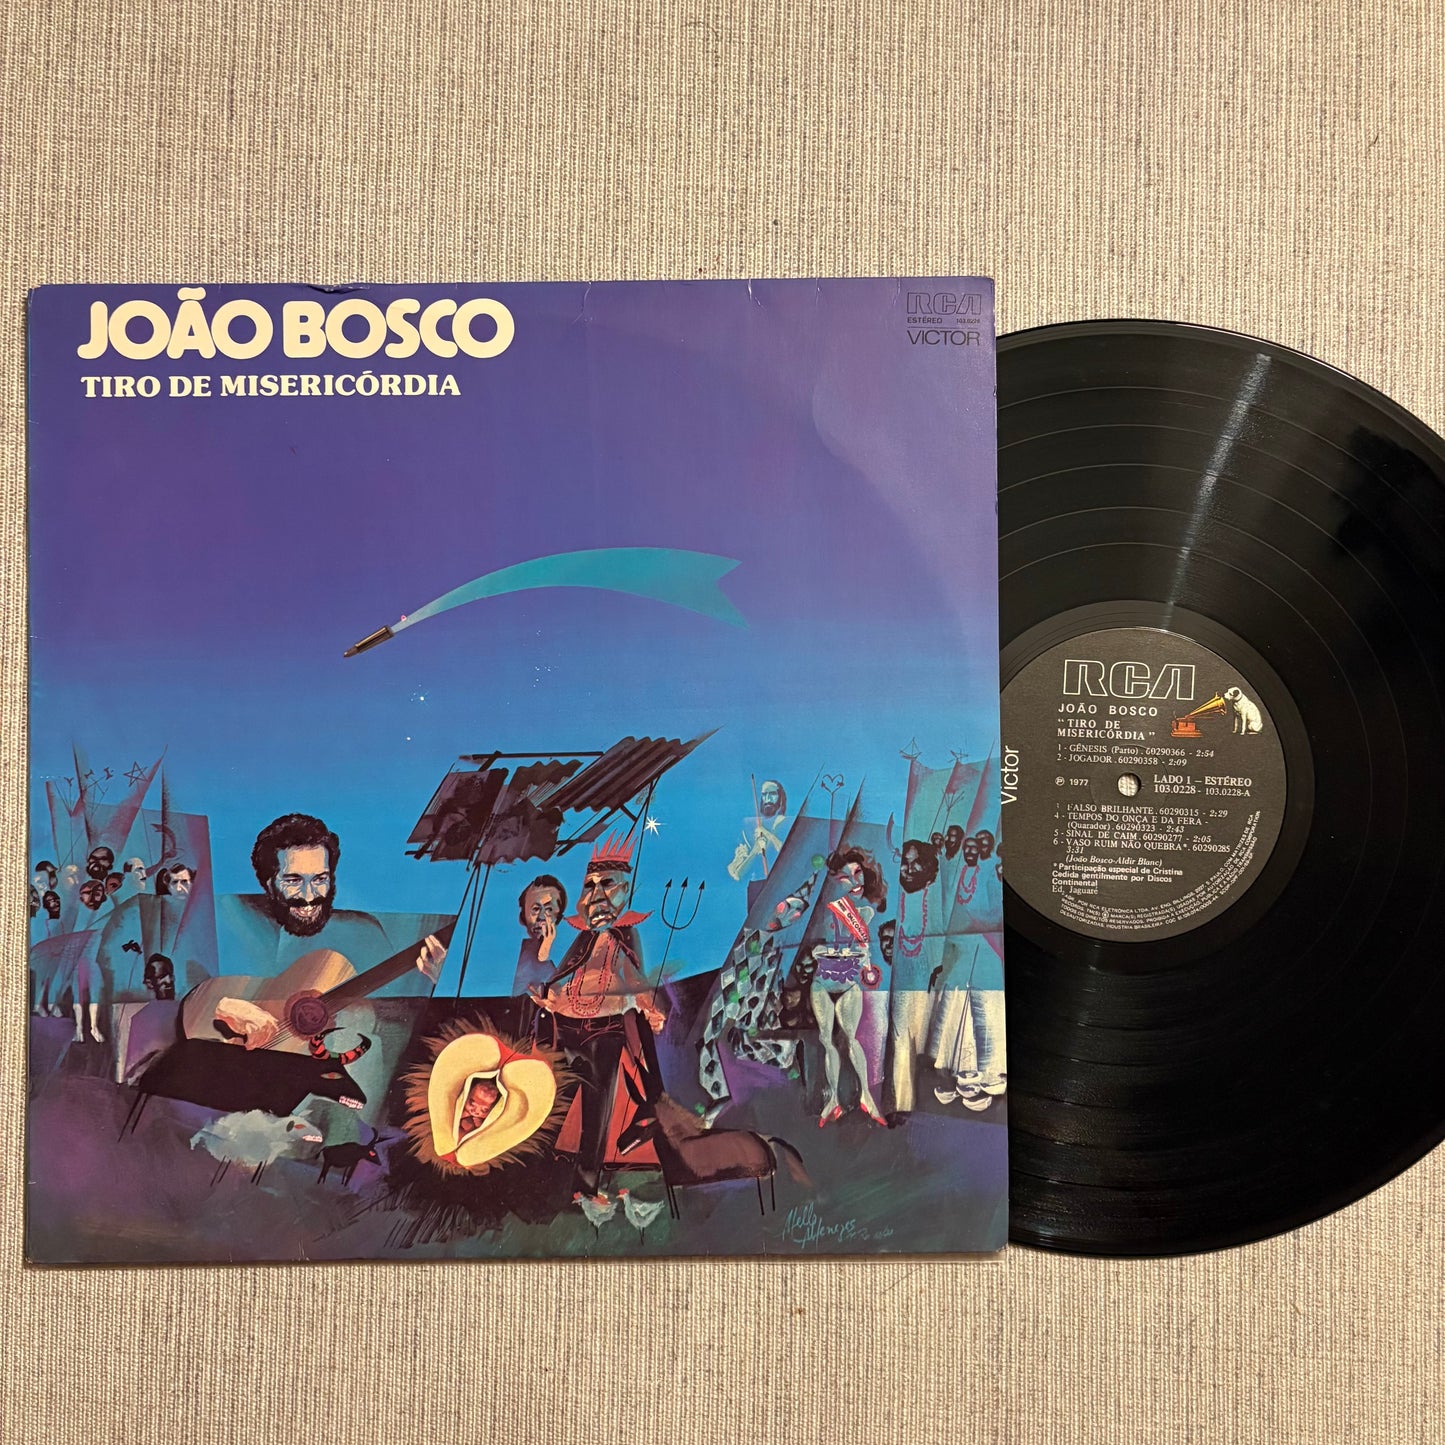 JOÃO BOSCO
TIRO DE MISERICÓRDIA
RCA
ESTÉREO 103.0228
VICTOR
Mello
Menezes
RCA
JOÃO BOSCO
“TIRO DE
MISERICÓRDIA”
1 - GÊNESIS (Parto) . 60290366 - 2:54
2 - JOGADOR . 60290358 - 2:09
Victor
Ⓟ 1977
LADO 1 – ESTÉREO
103.0228 - 103.0228-A
FALSO BRILHANTE . 60290315 - 2:29
4 - TEMPOS DO ONÇA E DA FERA -
(Quarador) . 60290323 - 2:43
5 - SINAL DE CAIM . 60290277 - 2:05
6 - VASO RUIM NÃO QUEBRA*. 60290285
3:31
(João Bosco-Aldir Blanc)
* Participação especial de Cristina
Cedida gentilmente por Discos
Continental
Ed. Jaguaré